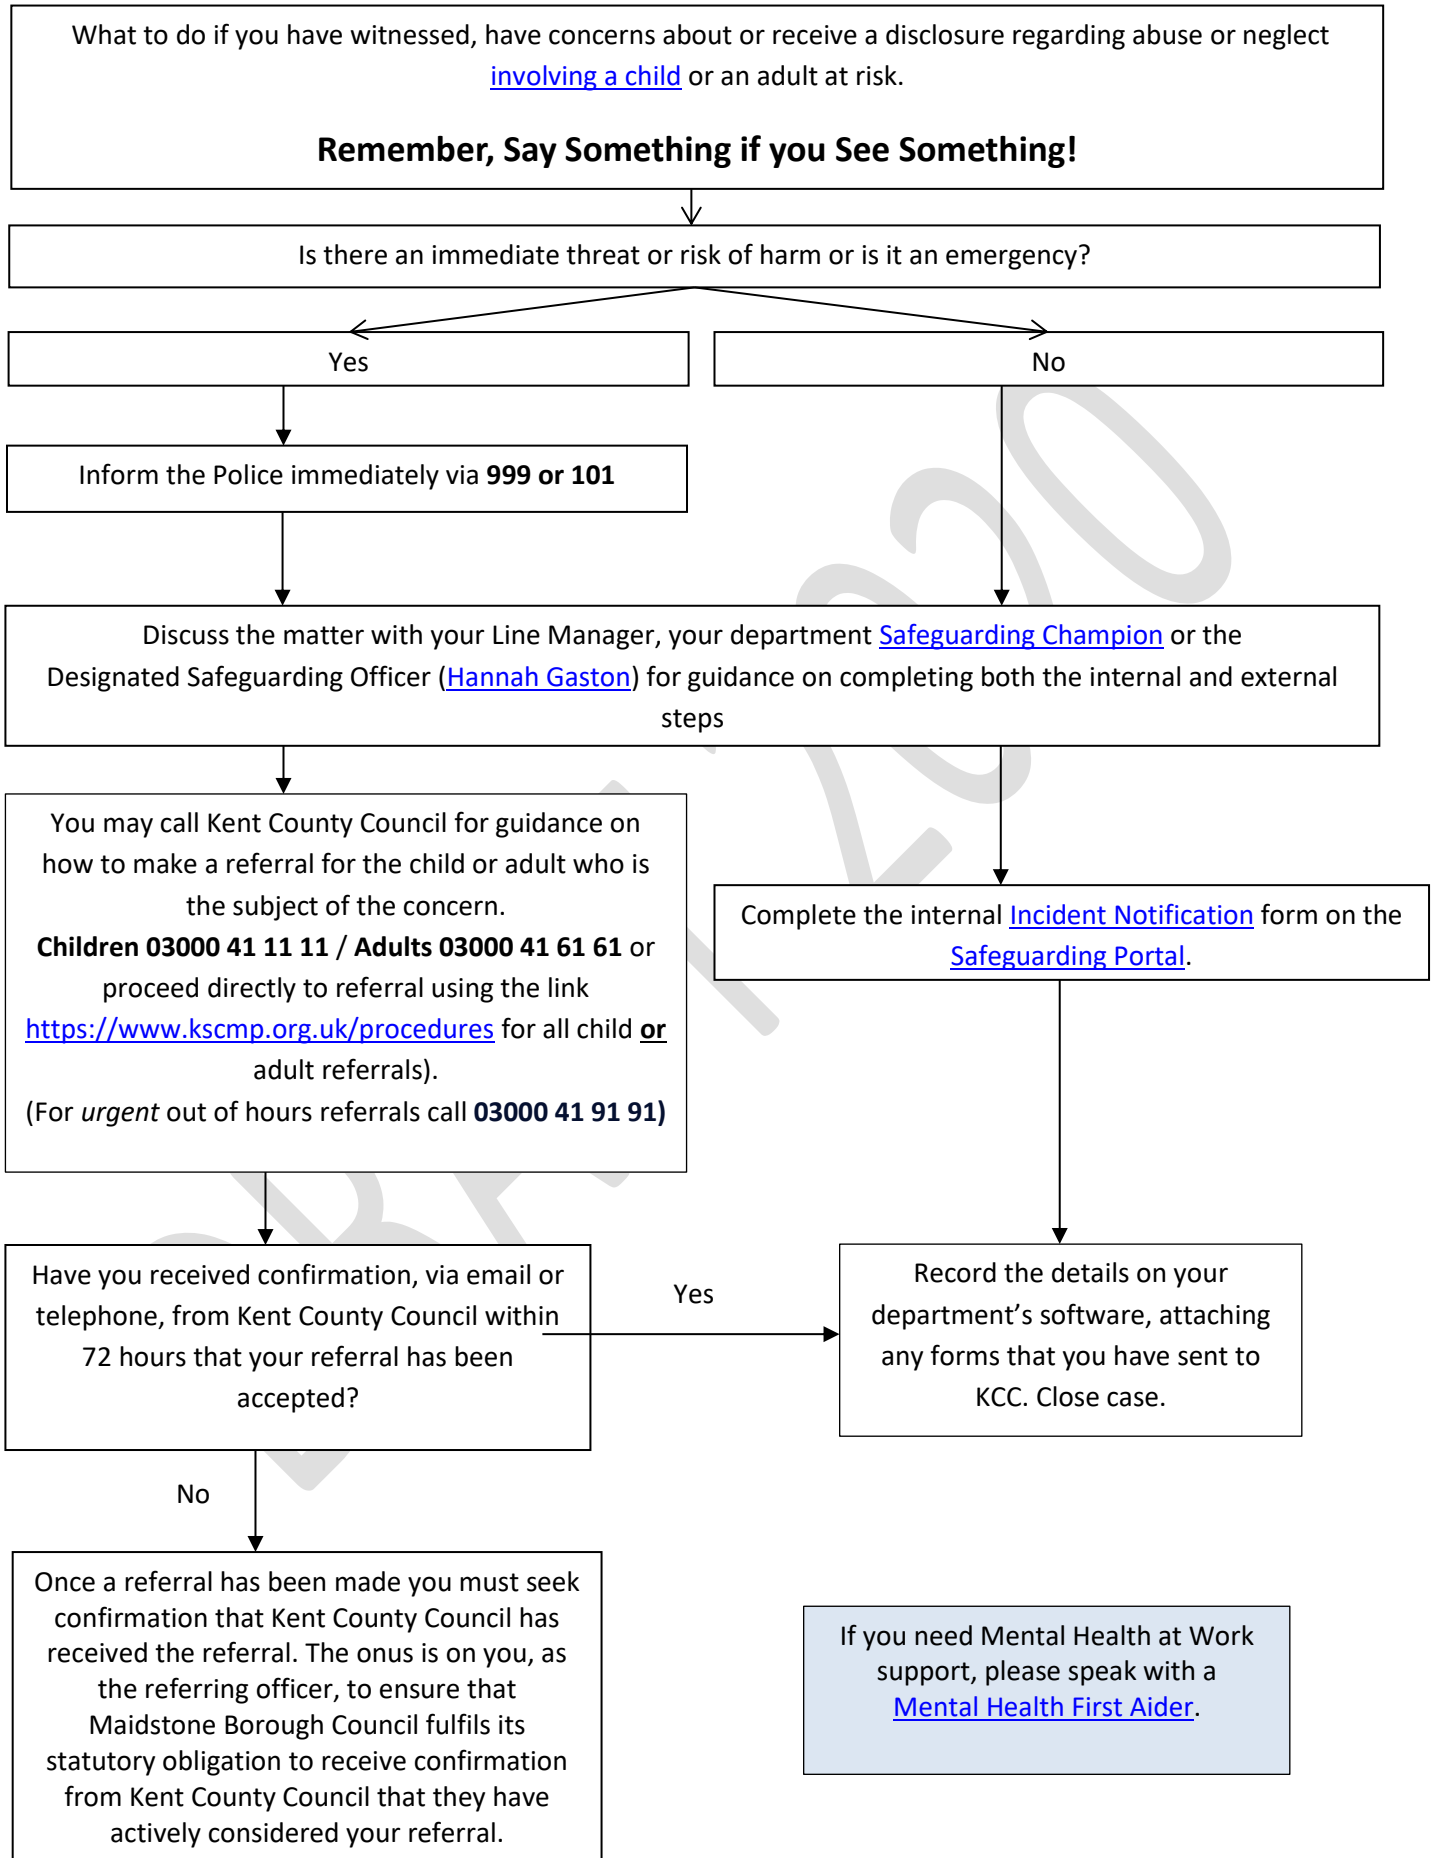 What to do if you have witnessed, have concerns about or receive a disclosure regarding abuse or neglect
involving a child or an adult at risk.
Remember, Say Something if you See Something!
Is there an immediate threat or risk of harm or is it an emergency?
Yes
No
Inform the Police immediately via 999 or 101
Discuss the matter with your Line Manager, your department Safeguarding Champion or the
Designated Safeguarding Officer (Hannah Gaston) for guidance on completing both the internal and external
steps
You may call Kent County Council for guidance on
how to make a referral for the child or adult who is
the subject of the concern.
Children 03000 41 11 11 / Adults 03000 41 61 61 or
proceed directly to referral using the link
https://www.kscmp.org.uk/procedures for all child or
adult referrals).
(For urgent out of hours referrals call 03000 41 91 91)
Complete the internal Incident Notification form on the
Safeguarding Portal.
Have you received confirmation, via email or
telephone, from Kent County Council within
72 hours that your referral has been
accepted?
Yes
Record the details on your
department's software, attaching
any forms that you have sent to
KCC. Close case.
No
Once a referral has been made you must seek
confirmation that Kent County Council has
received the referral. The onus is on you, as
the referring officer, to ensure that
Maidstone Borough Council fulfils its
statutory obligation to receive confirmation
from Kent County Council that they have
actively considered your referral.
If you need Mental Health at Work
support, please speak with a
Mental Health First Aider.
DRAFT 2020